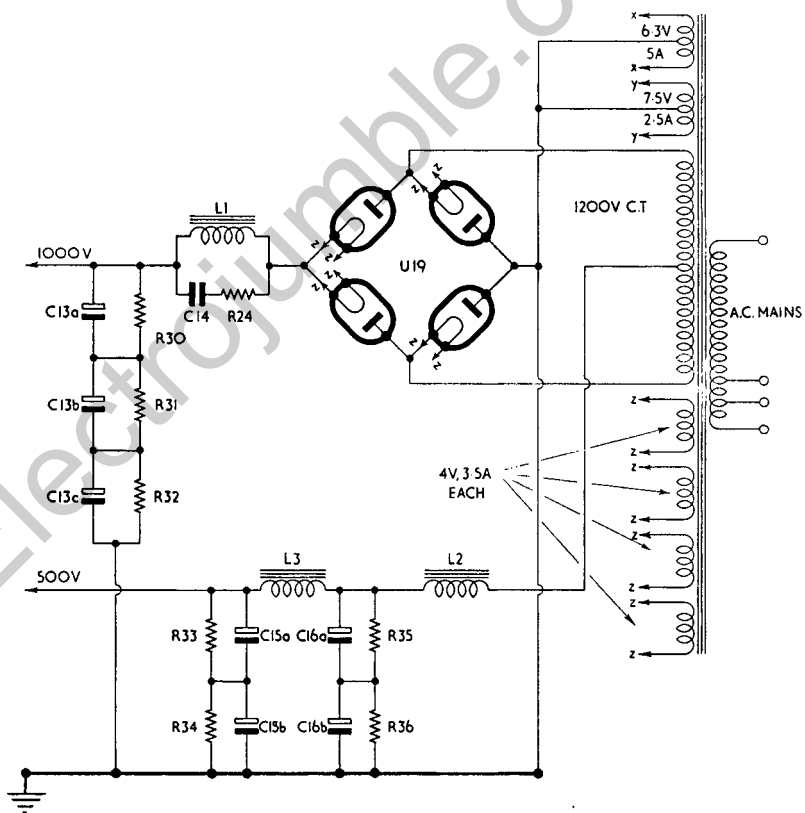 x
6·3V
5A
x
y
7·5V
2·5A
y
1200V C.T
A.C. MAINS
L1
1000V
C14
R24
z
z
z
z
z
z
z
z
U19
C13a
R30
C13b
R31
C13c
R32
4V, 3·5A
EACH
z
z
z
z
z
z
z
z
500V
L3
L2
R33
C15a
C16a
R35
R34
C15b
C16b
R36
Electrojumble.c